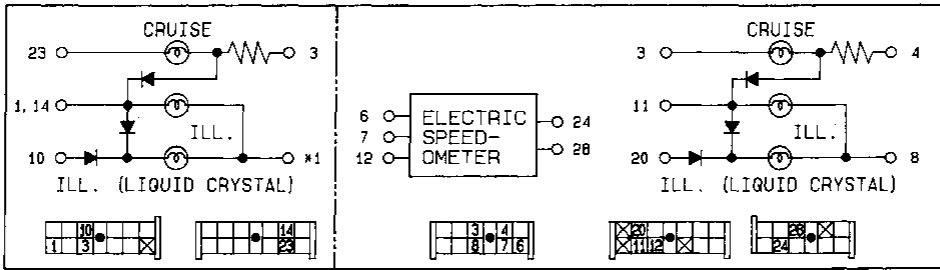 CRUISE
23 3
1, 14
ILL.
10 *1
ILL. (LIQUID CRYSTAL)
10 14
1 3 23
6 ELECTRIC 24
7 SPEED-
12 OMETER 28
CRUISE
3 4
11
ILL.
20 8
ILL. (LIQUID CRYSTAL)
3 4 20 28
8 7 6 11 12 24